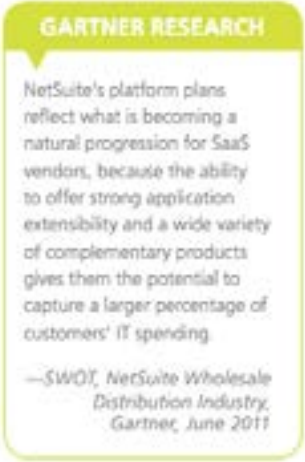 GARTNER RESEARCH
NetSuite's platform plans
reflect what is becoming a
natural progression for SaaS
vendors, because the ability
to offer strong application
extensibility and a wide variety
of complementary products
gives them the potential to
capture a larger percentage of
customers' IT spending.
—SWOT, NetSuite Wholesale
Distribution Industry,
Gartner, June 2011